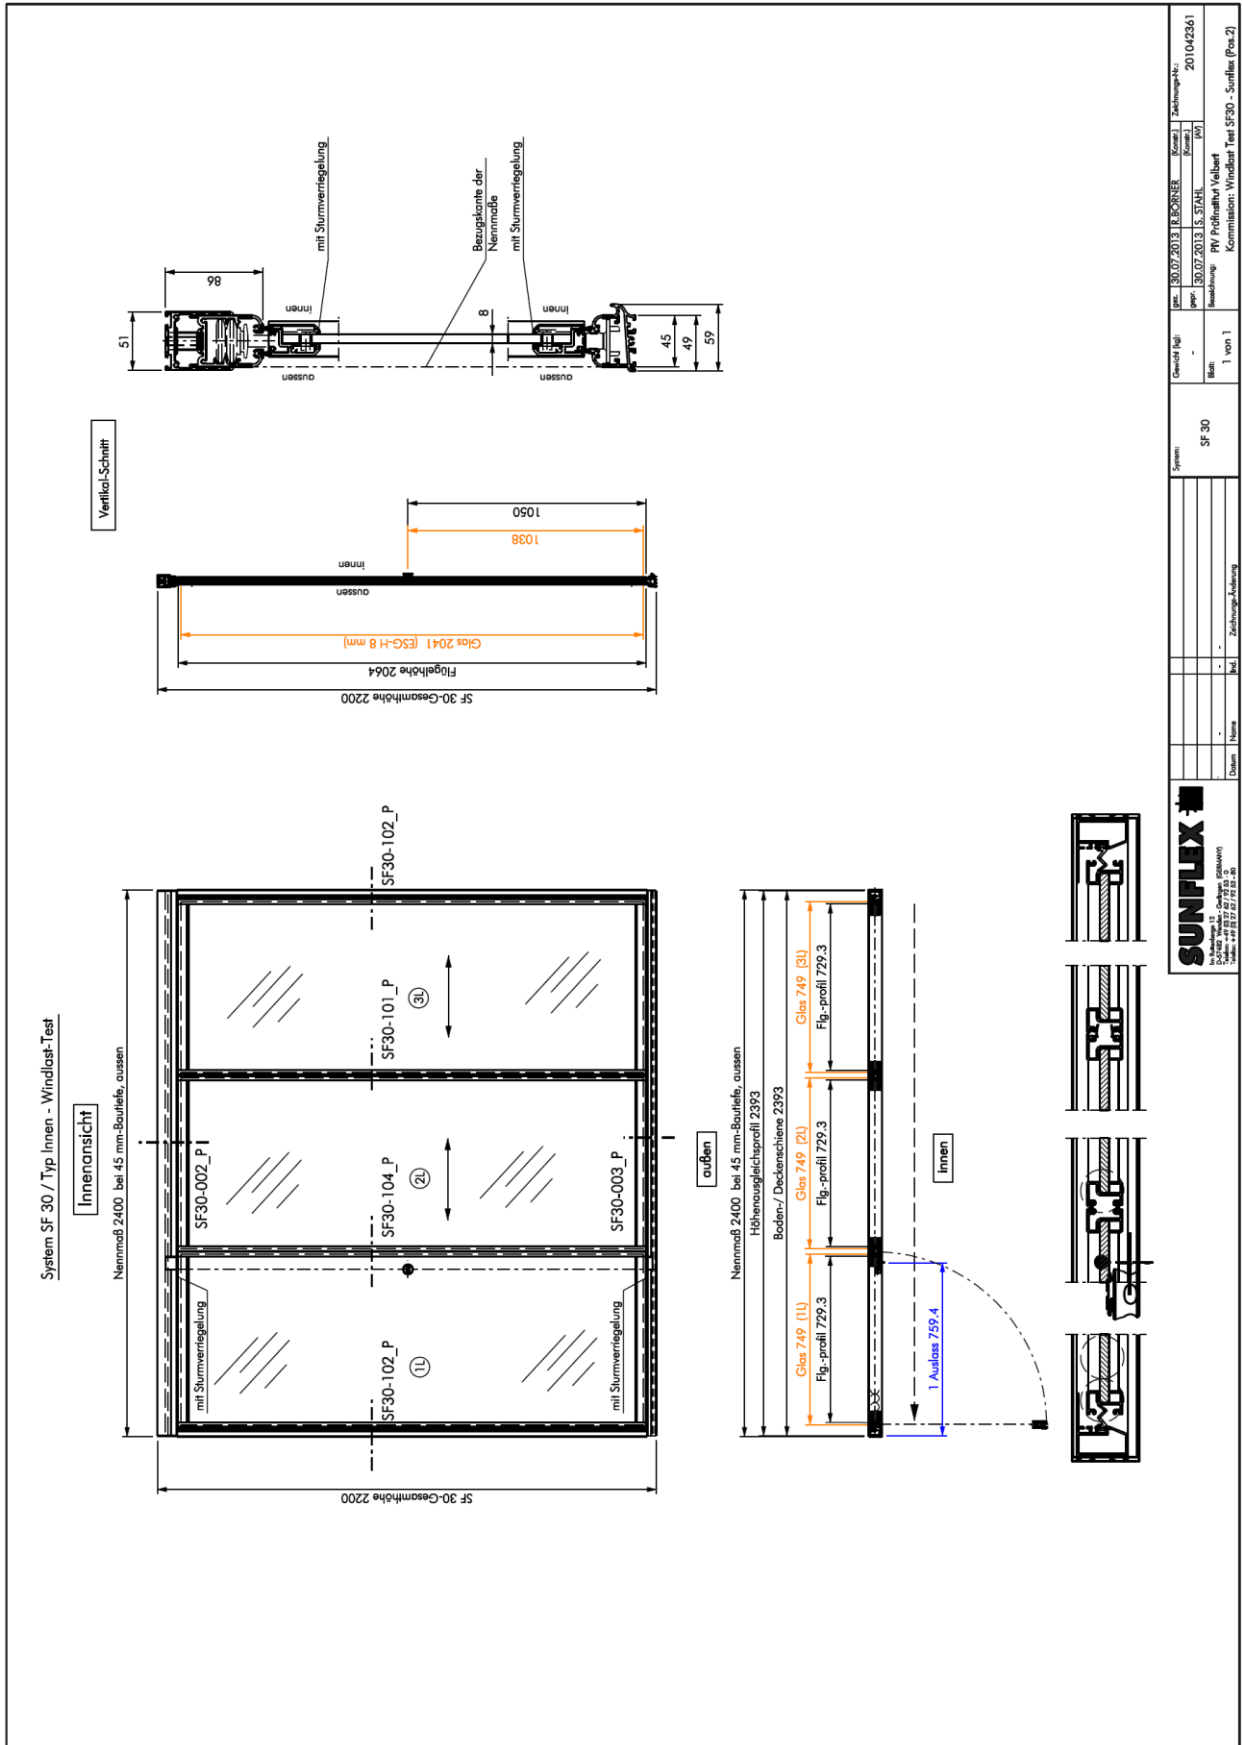 System SF 30 / Typ Innen - Windlast-Test
Innenansicht
Nennmaß 2400 bei 45 mm-Bautiefe, aussen
SF 30-Gesamthöhe 2200
mit Sturmverriegelung
mit Sturmverriegelung
SF30-002_P
SF30-003_P
SF30-102_P
SF30-104_P
SF30-101_P
SF30-102_P
1L
2L
3L
Vertikal-Schnitt
SF 30-Gesamthöhe 2200
Flügelhöhe 2064
Glas 2041 (ESG-H 8 mm)
aussen
innen
1038
1050
51
86
innen
aussen
mit Sturmverriegelung
Bezugskante der
Nennmaße
mit Sturmverriegelung
8
innen
aussen
45
49
59
außen
Nennmaß 2400 bei 45 mm-Bautiefe, aussen
Höhenausgleichsprofil 2393
Boden-/ Deckenschiene 2393
Glas 749 (1L)
Glas 749 (2L)
Glas 749 (3L)
Flg.-profil 729.3
Flg.-profil 729.3
Flg.-profil 729.3
1 Auslass 759.4
innen
SUNFLEX
Datum
Name
Ind.
Zeichnungs-Änderung
System:
SF 30
Gewicht (kg):
-
Blatt:
1 von 1
gez. 30.07.2013 R.BÖRNER (Konstr.)
(Konstr.)
gepr. 30.07.2013 S. STAHL (AV)
Zeichnungs-Nr.:
201042361
Bezeichnung: PIV Prüfinstitut Velbert
Kommission: Windlast Test SF30 - Sunflex (Pos.2)